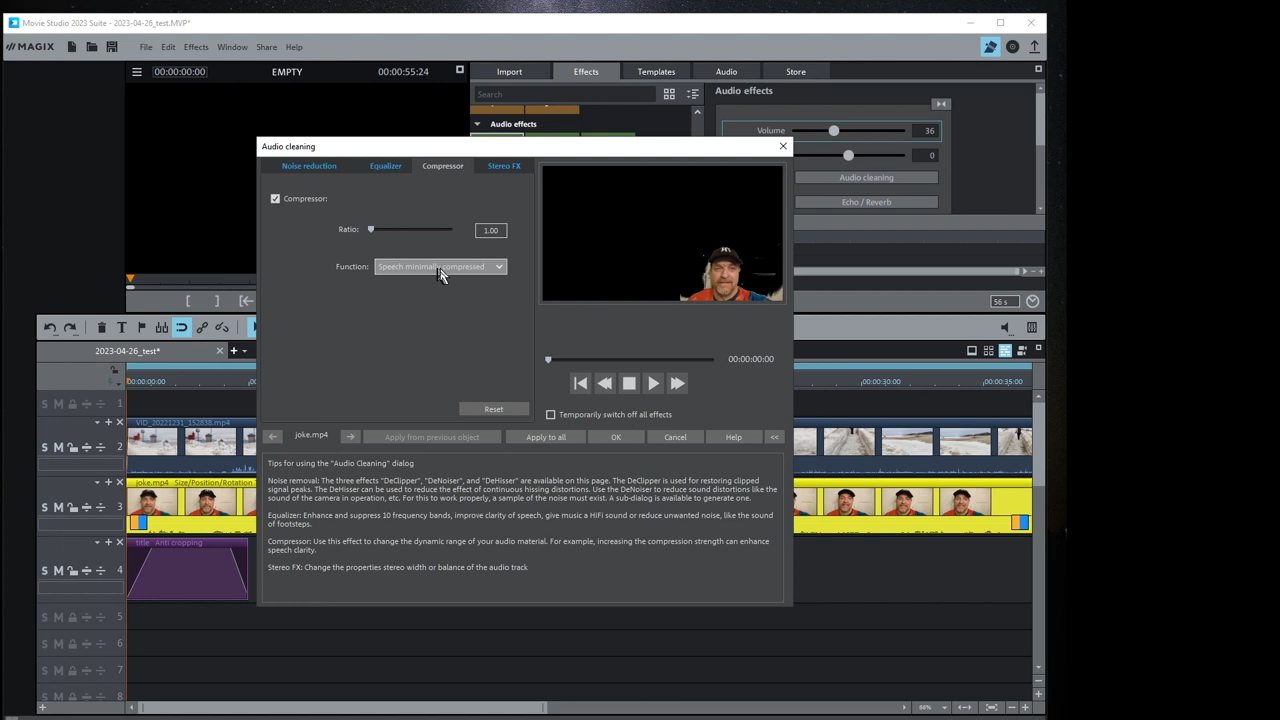 Movie Studio 2023 Suite - 2023-04-26_test.MVP*
MAGIX
File Edit Effects Window Share Help
00:00:00:00 EMPTY 00:00:55:24
Import Effects Templates Audio Store
Search
Audio effects
Audio effects
Volume 36
0
Audio cleaning
Echo / Reverb
Audio cleaning
Noise reduction Equalizer Compressor Stereo FX
Compressor:
Ratio: 1.00
Function: Speech minimally compressed
00:00:00:00
Reset
Temporarily switch off all effects
joke.mp4 Apply from previous object Apply to all OK Cancel Help <<
Tips for using the "Audio Cleaning" dialog
Noise removal: The three effects "DeClipper", "DeNoiser", and "DeHisser" are available on this page. The DeClipper is used for restoring clipped
signal peaks. The DeHisser can be used to reduce the effect of continuous hissing distortions. Use the DeNoiser to reduce sound distortions like the
sound of the camera in operation, etc. For this to work properly, a sample of the noise must exist. A sub-dialog is available to generate one.
Equalizer: Enhance and suppress 10 frequency bands, improve clarity of speech, give music a HiFi sound or reduce unwanted noise, like the sound
of footsteps.
Compressor: Use this effect to change the dynamic range of your audio material. For example, increasing the compression strength can enhance
speech clarity.
Stereo FX: Change the properties stereo width or balance of the audio track
56 s
2023-04-26_test*
00:00:00:00
00:00:30:00 00:00:35:00
S M 1
VID_20221231_152838.mp4
S M 2
joke.mp4 Size/Position/Rotation
S M 3
title Anti cropping
S M 4
S M 5
S M 6
S M 7
S M 8
86%